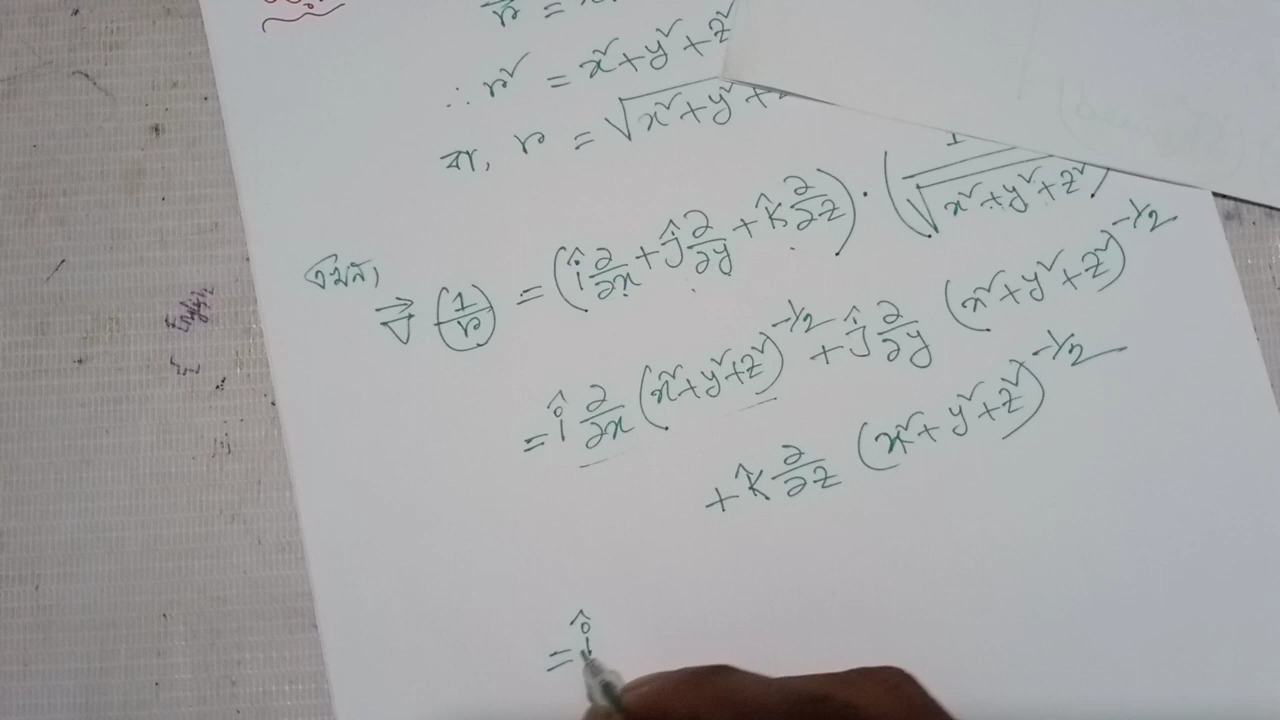 r =
∴ r² = x²+y²+z²
বা, r = √x²+y²+
এখন,
∇⃗ (1/r) = (î ∂/∂x + ĵ ∂/∂y + k̂ ∂/∂z) · (1/√x²+y²+z²)
= î ∂/∂x (x²+y²+z²)^-1/2 + ĵ ∂/∂y (x²+y²+z²)^-1/2
+ k̂ ∂/∂z (x²+y²+z²)^-1/2
= î